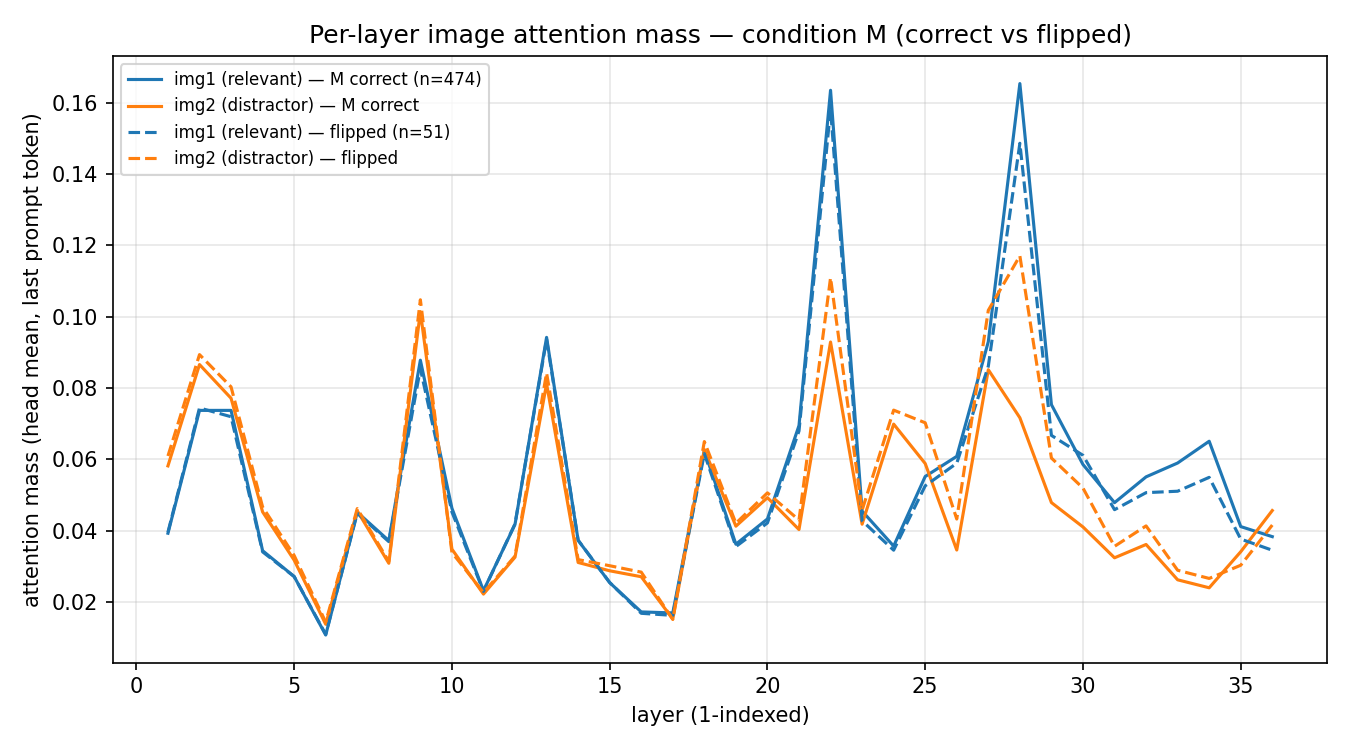 Per-layer image attention mass — condition M (correct vs flipped)
img1 (relevant) — M correct (n=474)
img2 (distractor) — M correct
img1 (relevant) — flipped (n=51)
img2 (distractor) — flipped
attention mass (head mean, last prompt token)
0.16
0.14
0.12
0.10
0.08
0.06
0.04
0.02
0 5 10 15 20 25 30 35
layer (1-indexed)